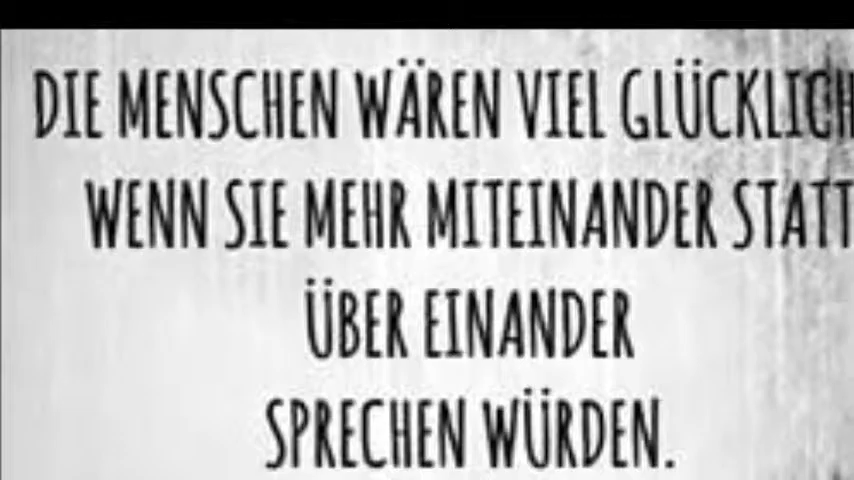 DIE MENSCHEN WÄREN VIEL GLÜCKLICH
WENN SIE MEHR MITEINANDER STATT
ÜBER EINANDER
SPRECHEN WÜRDEN.